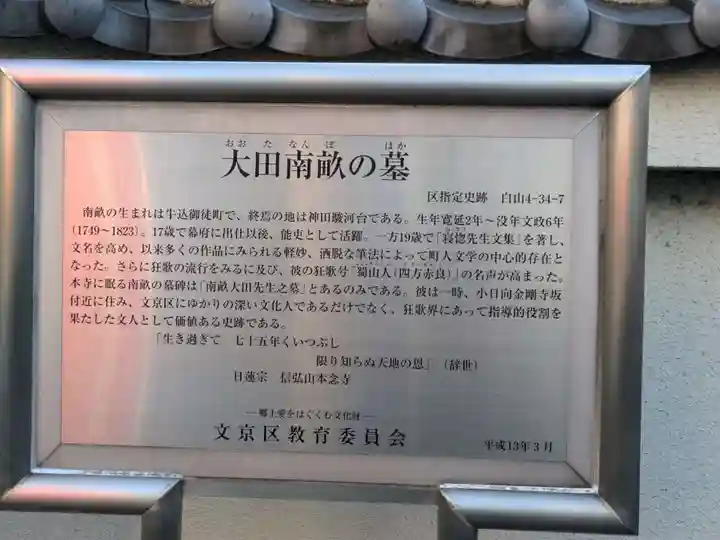 おおたなんぽ はか
大田南畝の墓
区指定史跡 白山4-34-7
南畝の生まれは牛込御徒町で、終焉の地は神田駿河台である。生年寛延2年～没年文政6年
(1749～1823)。17歳で幕府に出仕以後、能吏として活躍。一方19歳で「寝惚先生文集」を著し、
文名を高め、以来多くの作品にみられる軽妙、洒脱な筆法によって町人文学の中心的存在と
なった。さらに狂歌の流行をみるに及び、彼の狂歌号「蜀山人（四方赤良）」の名声が高まった。
本寺に眠る南畝の墓碑は「南畝大田先生之墓」とあるのみである。彼は一時、小日向金剛寺坂
付近に住み、文京区にゆかりの深い文化人であるだけでなく、狂歌界にあって指導的役割を
果たした文人として価値ある史跡である。
「生き過ぎて 七十五年くいつぶし
限り知らぬ天地の恩」（辞世）
日蓮宗 信弘山本念寺
―郷土愛をはぐくむ文化財―
文京区教育委員会
平成13年3月